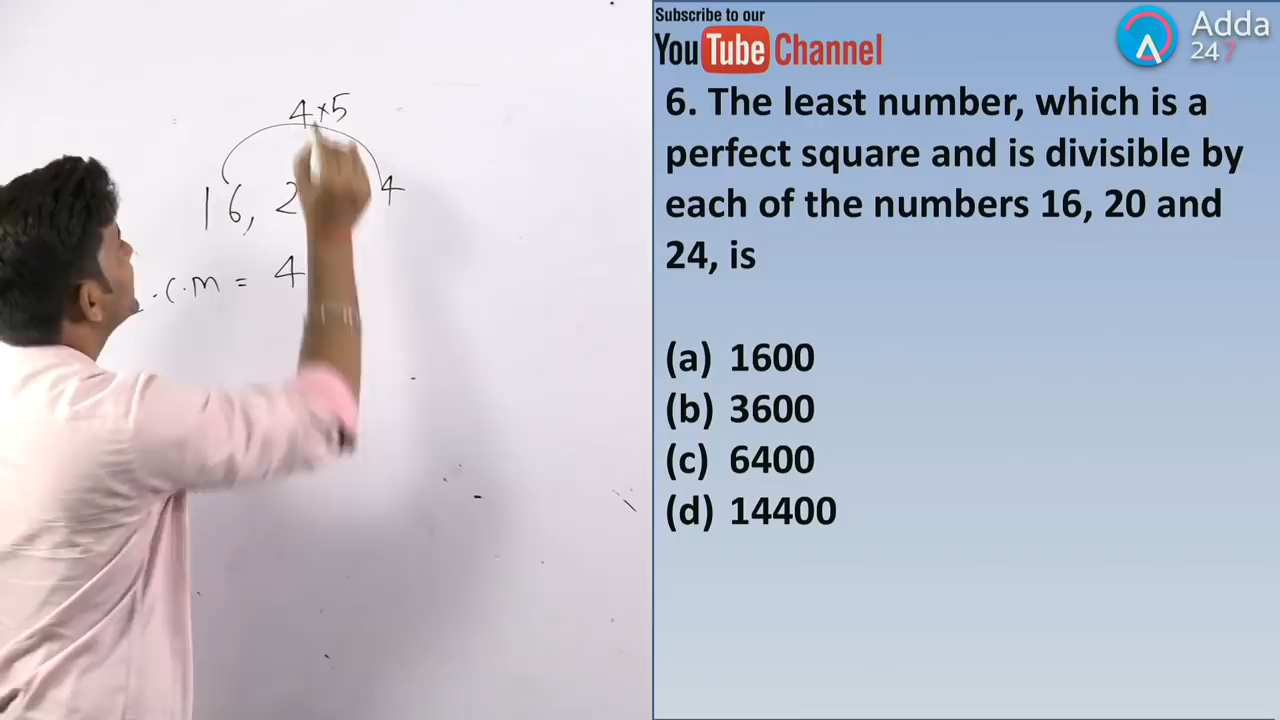 4×5
16, 2 4
.C.M = 4
Subscribe to our
YouTube Channel
Adda
247
6. The least number, which is a
perfect square and is divisible by
each of the numbers 16, 20 and
24, is
(a) 1600
(b) 3600
(c) 6400
(d) 14400